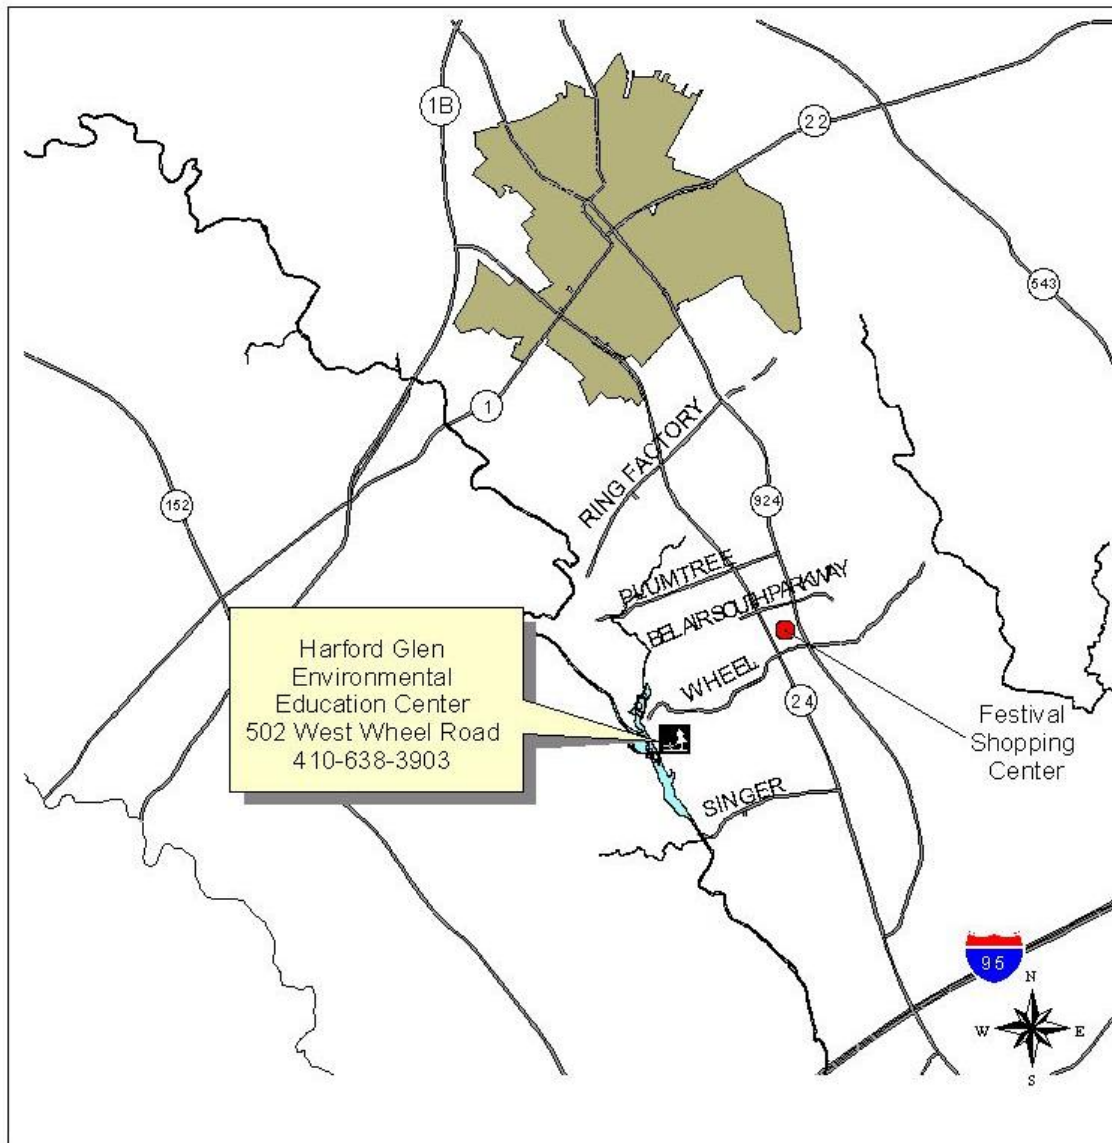 1B
22
543
1
RING FACTORY
152
924
PLUMTREE
BELAIR SOUTH PARKWAY
WHEEL
Harford Glen
Environmental
Education Center
502 West Wheel Road
410-638-3903
24
Festival
Shopping
Center
SINGER
95
N
W
E
S